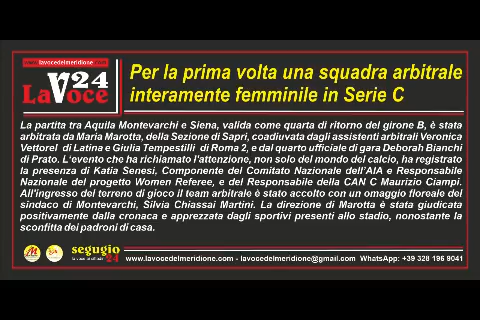 www.lavocedelmeridione.com
LaVoce 24
Per la prima volta una squadra arbitrale
interamente femminile in Serie C
La partita tra Aquila Montevarchi e Siena, valida come quarta di ritorno del girone B, è stata
arbitrata da Maria Marotta, della Sezione di Sapri, coadiuvata dagli assistenti arbitrali Veronica
Vettorel di Latina e Giulia Tempestilli di Roma 2, e dal quarto ufficiale di gara Deborah Bianchi
di Prato. L'evento che ha richiamato l'attenzione, non solo del mondo del calcio, ha registrato
la presenza di Katia Senesi, Componente del Comitato Nazionale dell'AIA e Responsabile
Nazionale del progetto Women Referee, e del Responsabile della CAN C Maurizio Ciampi.
All'ingresso del terreno di gioco il team arbitrale è stato accolto con un omaggio floreale del
sindaco di Montevarchi, Silvia Chiassai Martini. La direzione di Marotta è stata giudicata
positivamente dalla cronaca e apprezzata dagli sportivi presenti allo stadio, nonostante la
sconfitta dei padroni di casa.
segugio
24
www.lavocedelmeridione.com - lavocedelmeridione@gmail.com WhatsApp: +39 328 196 9041